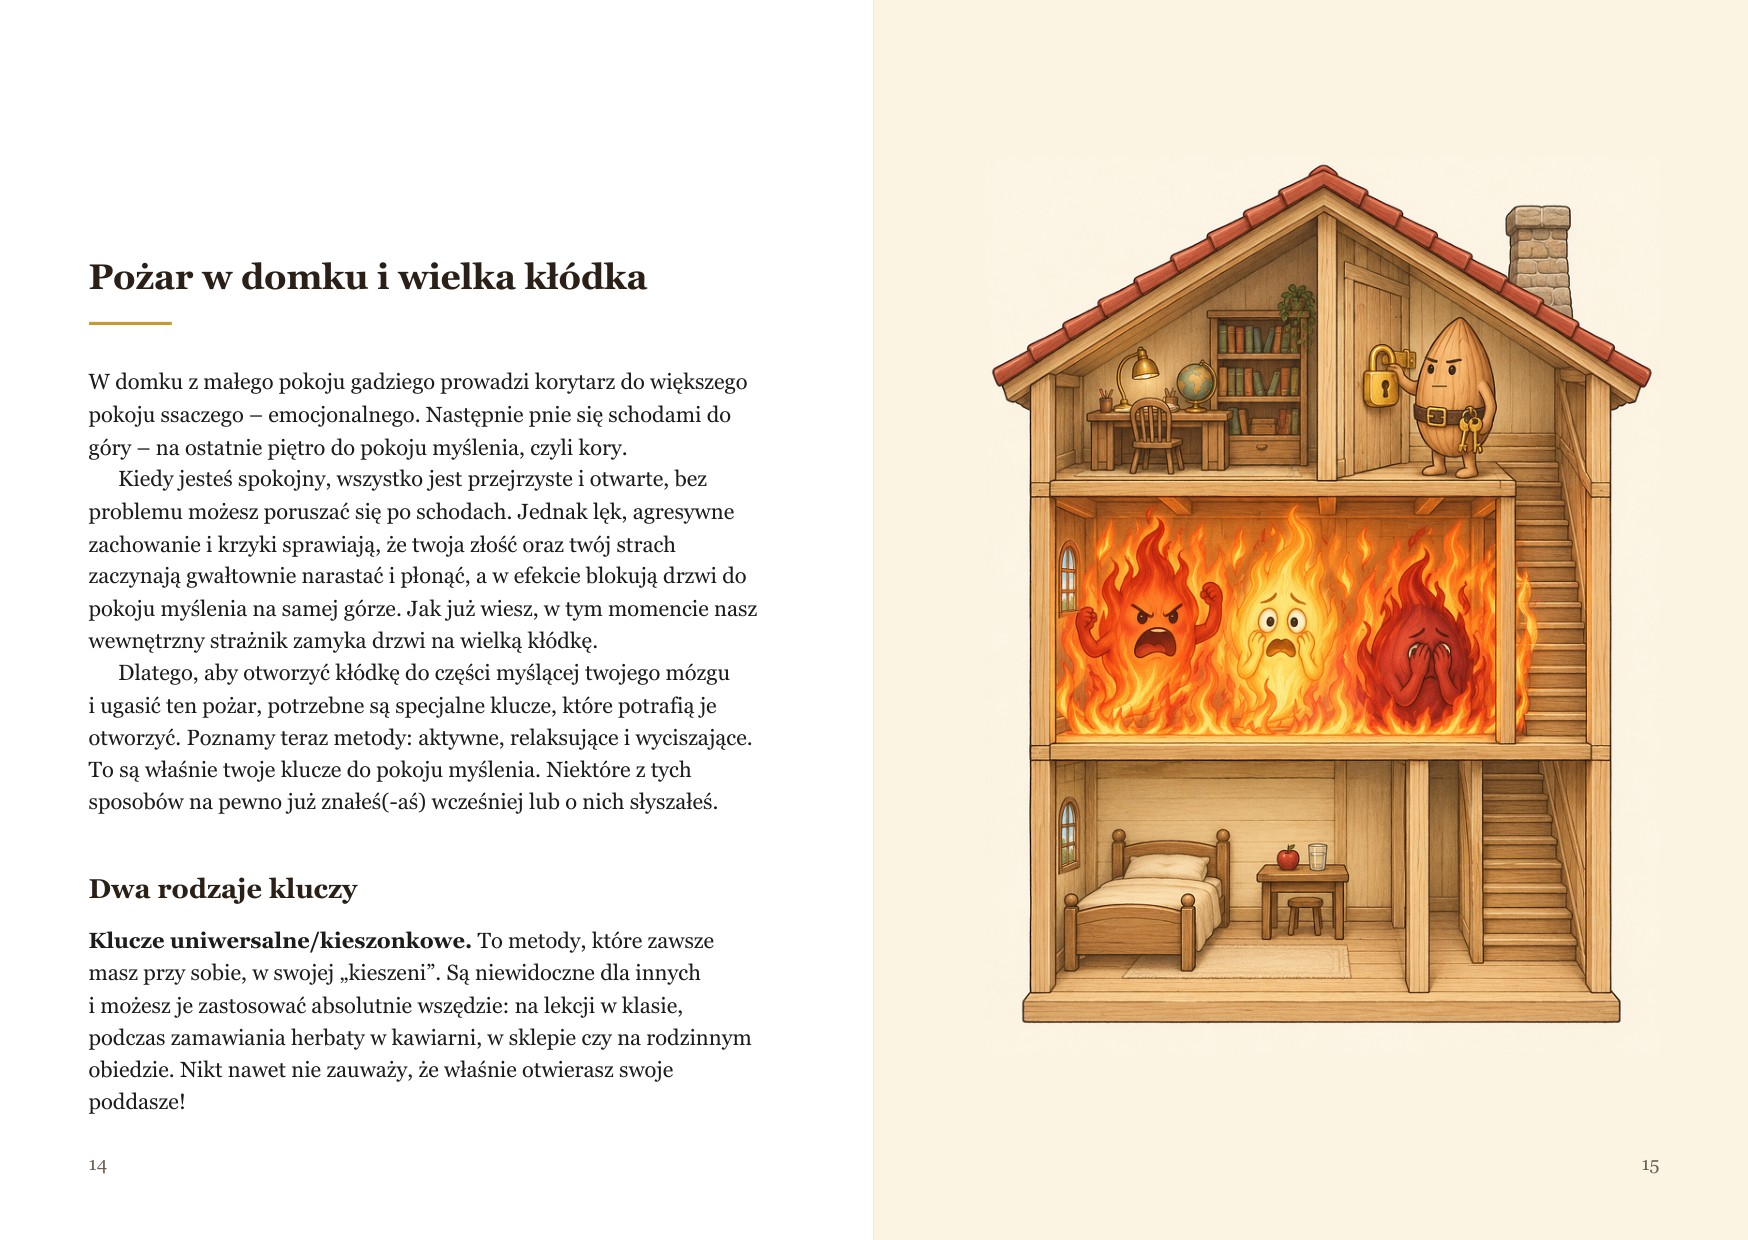 Pożar w domku i wielka kłódka
W domku z małego pokoju gadziego prowadzi korytarz do większego
pokoju ssaczego – emocjonalnego. Następnie pnie się schodami do
góry – na ostatnie piętro do pokoju myślenia, czyli kory.
Kiedy jesteś spokojny, wszystko jest przejrzyste i otwarte, bez
problemu możesz poruszać się po schodach. Jednak lęk, agresywne
zachowanie i krzyki sprawiają, że twoja złość oraz twój strach
zaczynają gwałtownie narastać i płonąć, a w efekcie blokują drzwi do
pokoju myślenia na samej górze. Jak już wiesz, w tym momencie nasz
wewnętrzny strażnik zamyka drzwi na wielką kłódkę.
Dlatego, aby otworzyć kłódkę do części myślącej twojego mózgu
i ugasić ten pożar, potrzebne są specjalne klucze, które potrafią je
otworzyć. Poznamy teraz metody: aktywne, relaksujące i wyciszające.
To są właśnie twoje klucze do pokoju myślenia. Niektóre z tych
sposobów na pewno już znałeś(-aś) wcześniej lub o nich słyszałeś.
Dwa rodzaje kluczy
Klucze uniwersalne/kieszonkowe. To metody, które zawsze
masz przy sobie, w swojej „kieszeni”. Są niewidoczne dla innych
i możesz je zastosować absolutnie wszędzie: na lekcji w klasie,
podczas zamawiania herbaty w kawiarni, w sklepie czy na rodzinnym
obiedzie. Nikt nawet nie zauważy, że właśnie otwierasz swoje
poddasze!
14
15